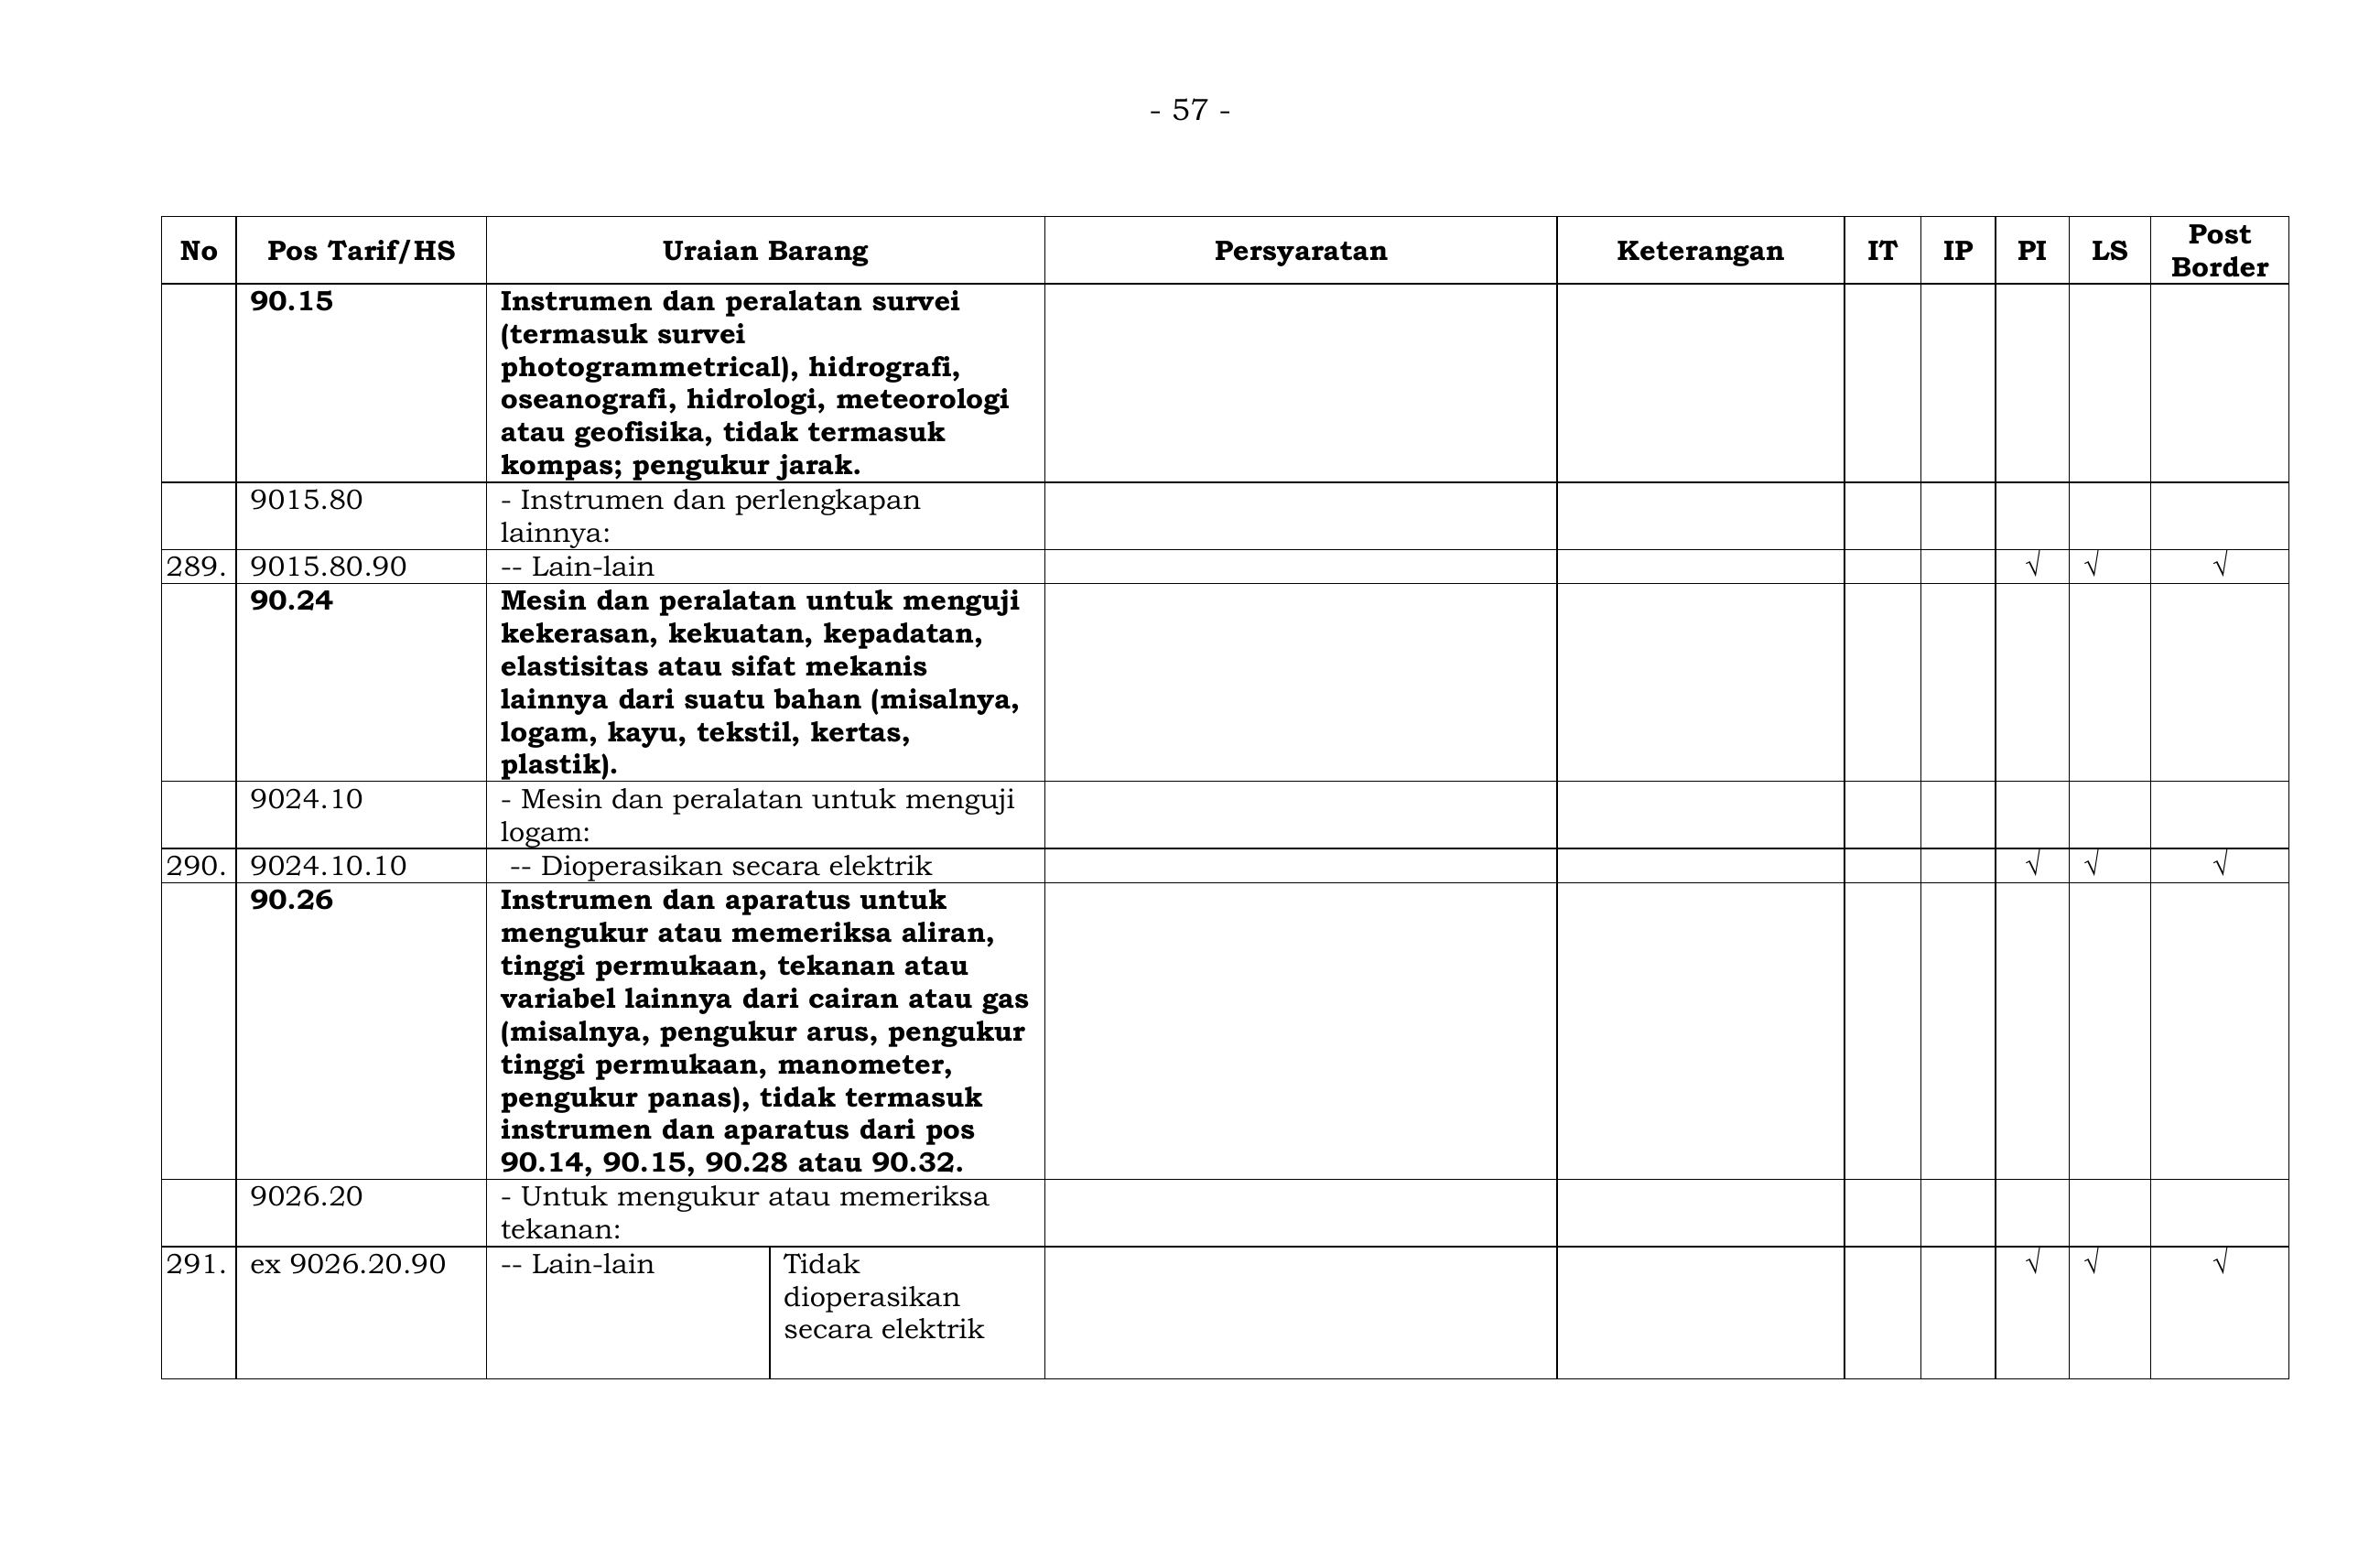 - 57 -
No Pos Tarif/HS Uraian Barang Persyaratan Keterangan IT IP PI LS Post Border
90.15 Instrumen dan peralatan survei
(termasuk survei
photogrammetrical), hidrografi,
oseanografi, hidrologi, meteorologi
atau geofisika, tidak termasuk
kompas; pengukur jarak.
9015.80 - Instrumen dan perlengkapan
lainnya:
289. 9015.80.90 -- Lain-lain √ √ √
90.24 Mesin dan peralatan untuk menguji
kekerasan, kekuatan, kepadatan,
elastisitas atau sifat mekanis
lainnya dari suatu bahan (misalnya,
logam, kayu, tekstil, kertas,
plastik).
9024.10 - Mesin dan peralatan untuk menguji
logam:
290. 9024.10.10 -- Dioperasikan secara elektrik √ √ √
90.26 Instrumen dan aparatus untuk
mengukur atau memeriksa aliran,
tinggi permukaan, tekanan atau
variabel lainnya dari cairan atau gas
(misalnya, pengukur arus, pengukur
tinggi permukaan, manometer,
pengukur panas), tidak termasuk
instrumen dan aparatus dari pos
90.14, 90.15, 90.28 atau 90.32.
9026.20 - Untuk mengukur atau memeriksa
tekanan:
291. ex 9026.20.90 -- Lain-lain Tidak √ √ √
dioperasikan
secara elektrik